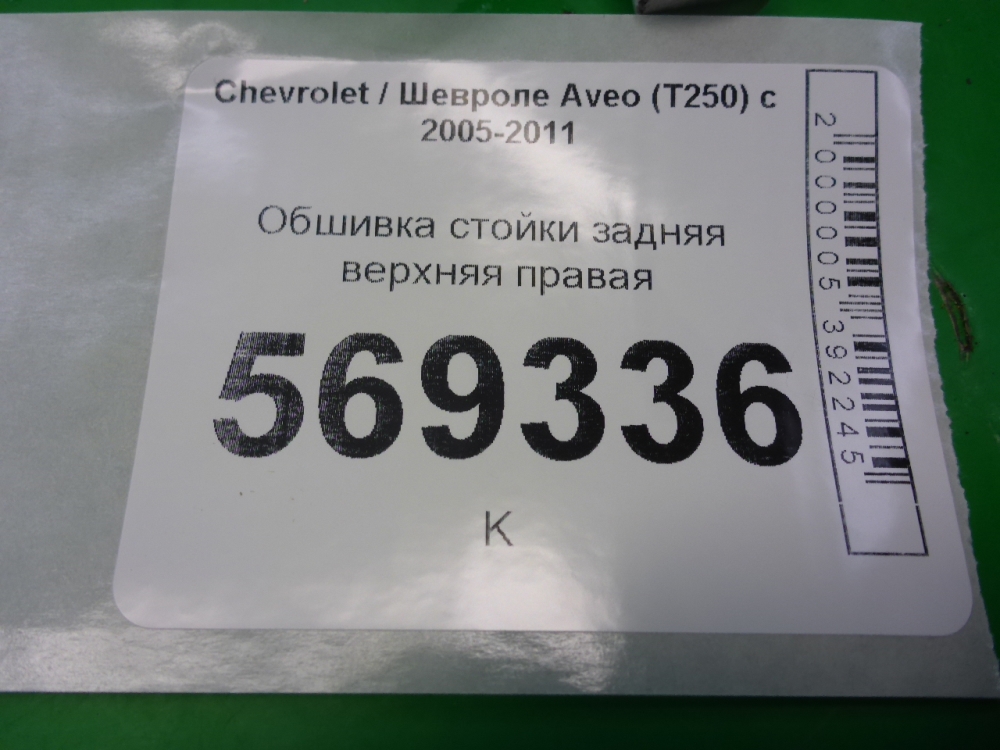 Chevrolet / Шевроле Aveo (T250) с
2005-2011
Обшивка стойки задняя
верхняя правая
569336
К
2000005392245